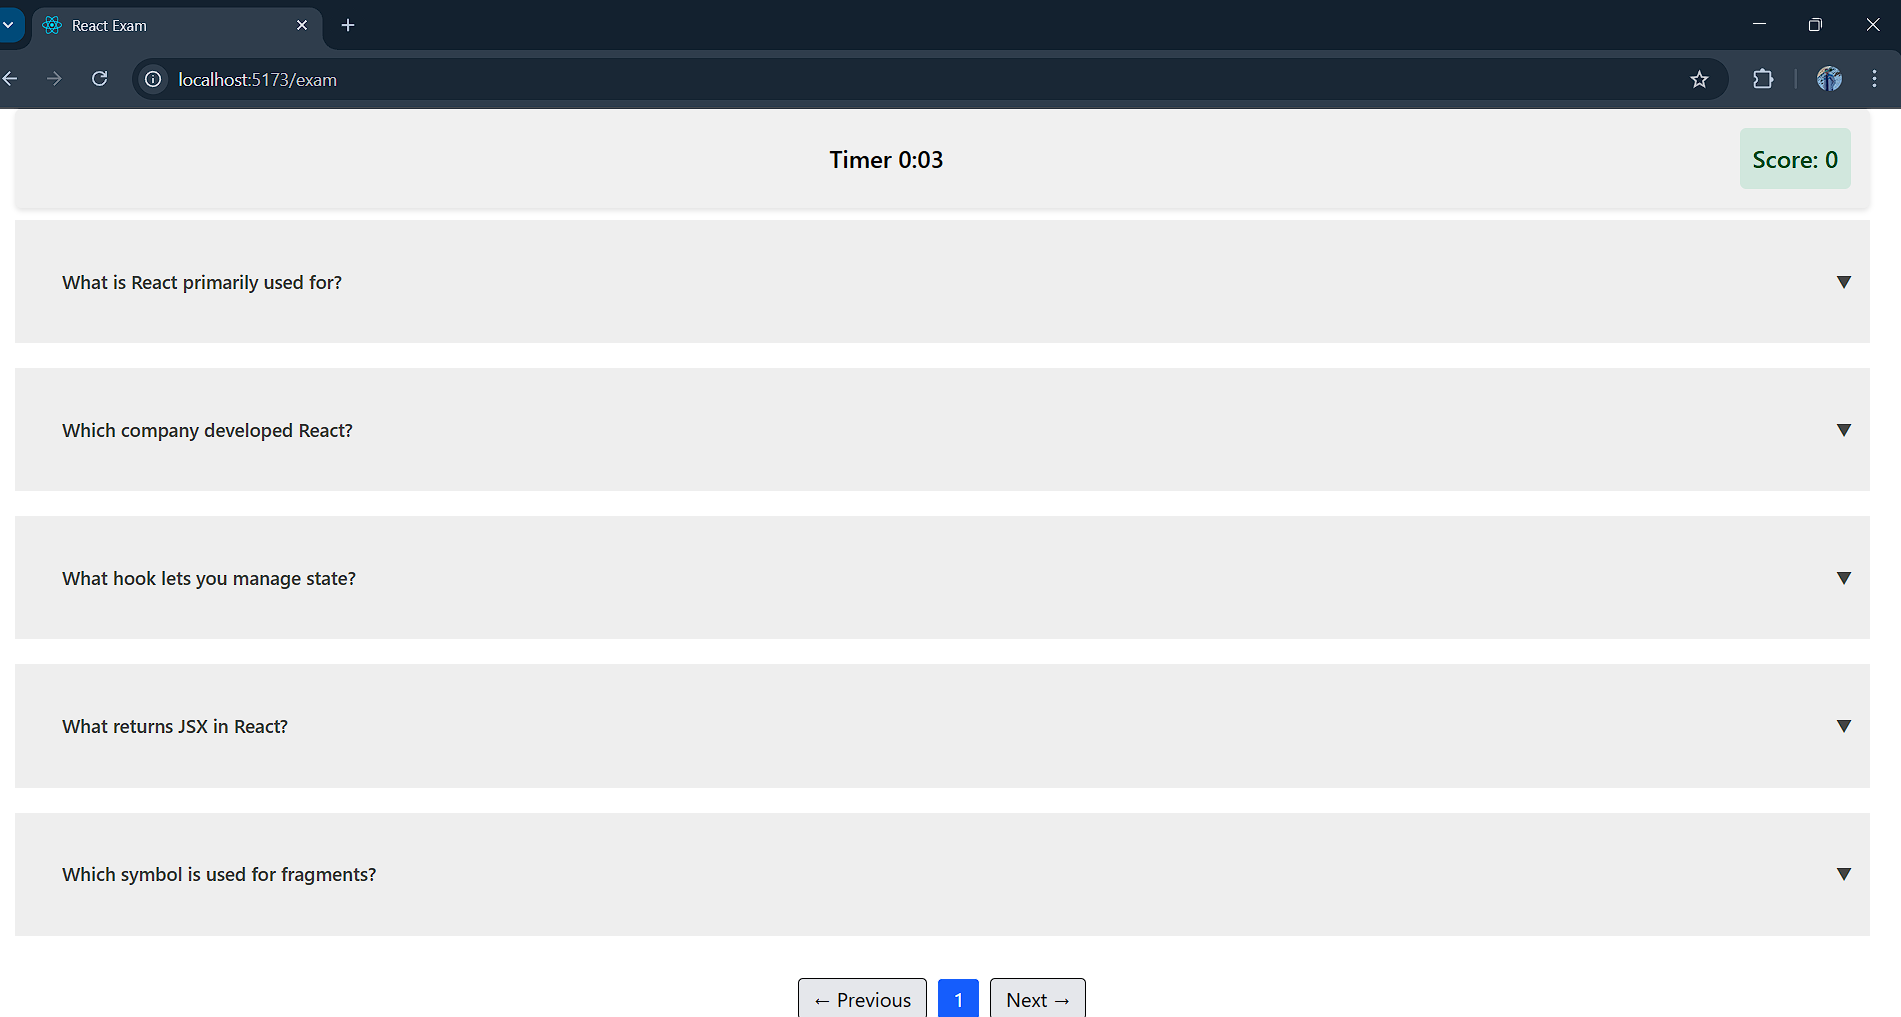 React Exam
localhost:5173/exam
Timer 0:03
Score: 0
What is React primarily used for?
Which company developed React?
What hook lets you manage state?
What returns JSX in React?
Which symbol is used for fragments?
← Previous 1 Next →